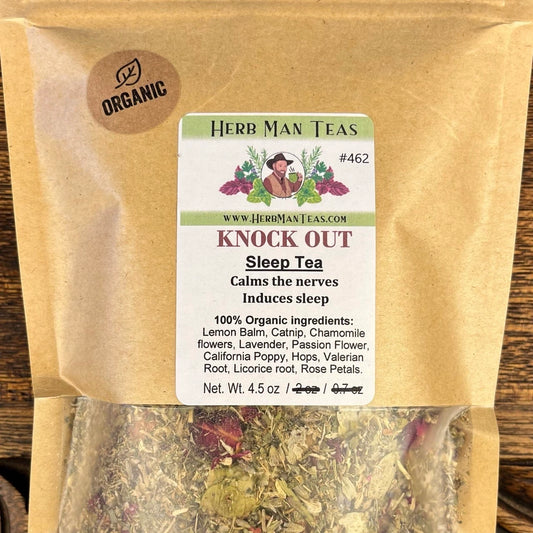 ORGANIC
HERB MAN TEAS
#462
WWW.HERBMANTEAS.COM
KNOCK OUT
Sleep Tea
Calms the nerves
Induces sleep
100% Organic ingredients:
Lemon Balm, Catnip, Chamomile
flowers, Lavender, Passion Flower,
California Poppy, Hops, Valerian
Root, Licorice root, Rose Petals.
Net. Wt. 4.5 oz / 2 oz / 0.7 oz